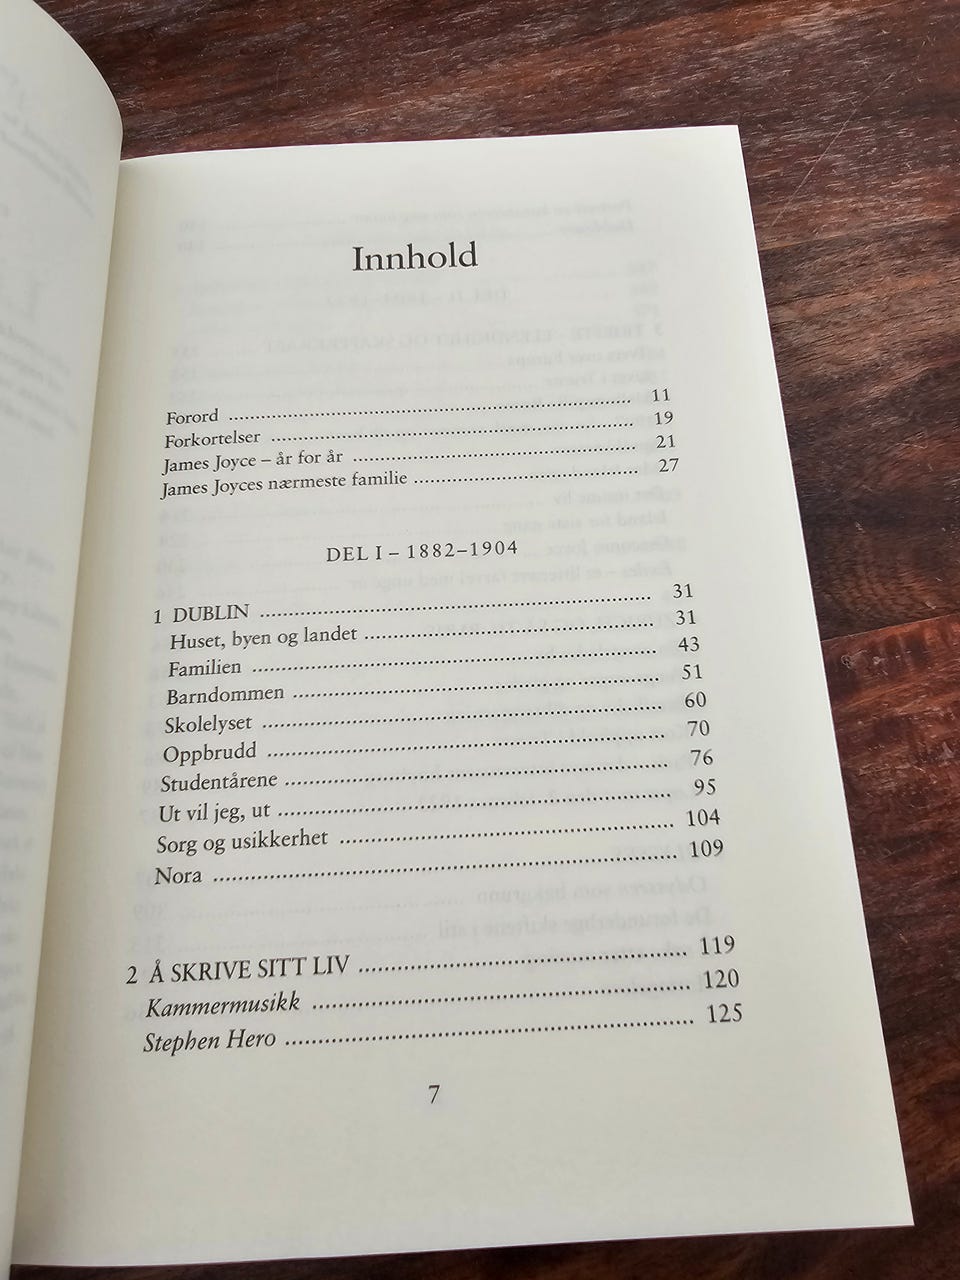 Innhold
Forord ........ 11
Forkortelser ........ 19
James Joyce – år for år ........ 21
James Joyces nærmeste familie ........ 27
DEL I – 1882–1904
1 DUBLIN ........ 31
Huset, byen og landet ........ 31
Familien ........ 43
Barndommen ........ 51
Skolelyset ........ 60
Oppbrudd ........ 70
Studentårene ........ 76
Ut vil jeg, ut ........ 95
Sorg og usikkerhet ........ 104
Nora ........ 109
2 Å SKRIVE SITT LIV ........ 119
Kammermusikk ........ 120
Stephen Hero ........ 125
7